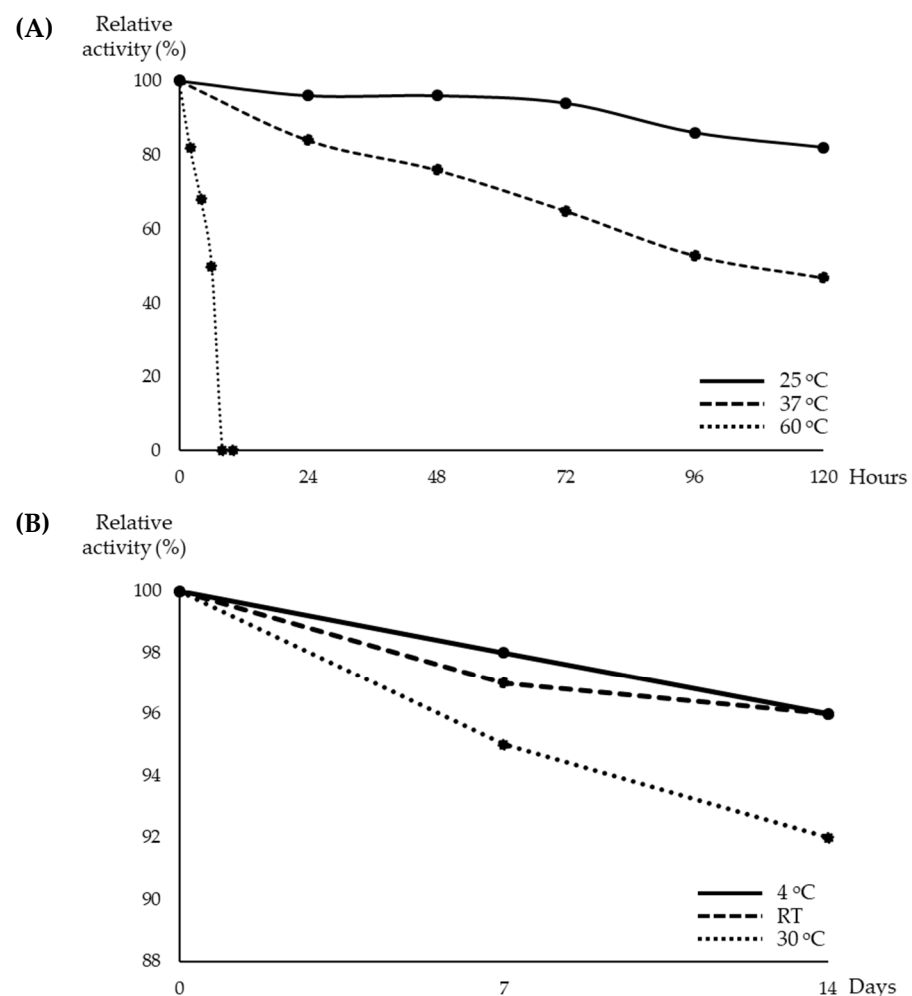 (A)
Relative
activity (%)
100
80
60
40
20
0
0 24 48 72 96 120 Hours
25 °C
37 °C
60 °C
(B)
Relative
activity (%)
100
98
96
94
92
90
88
0 7 14 Days
4 °C
RT
30 °C